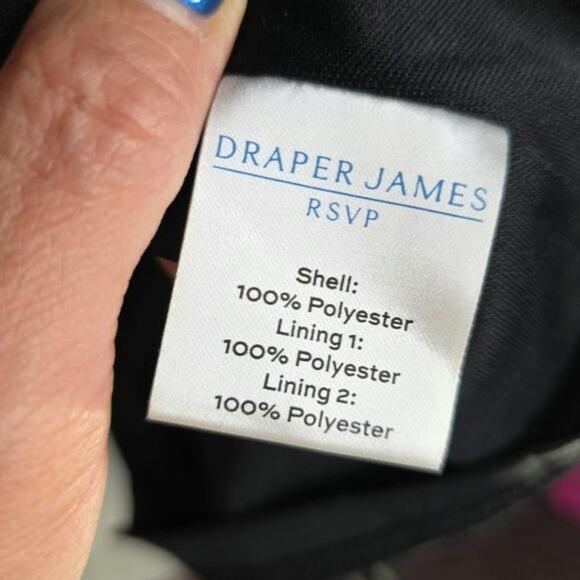 DRAPER JAMES
RSVP
Shell:
100% Polyester
Lining 1:
100% Polyester
Lining 2:
100% Polyester